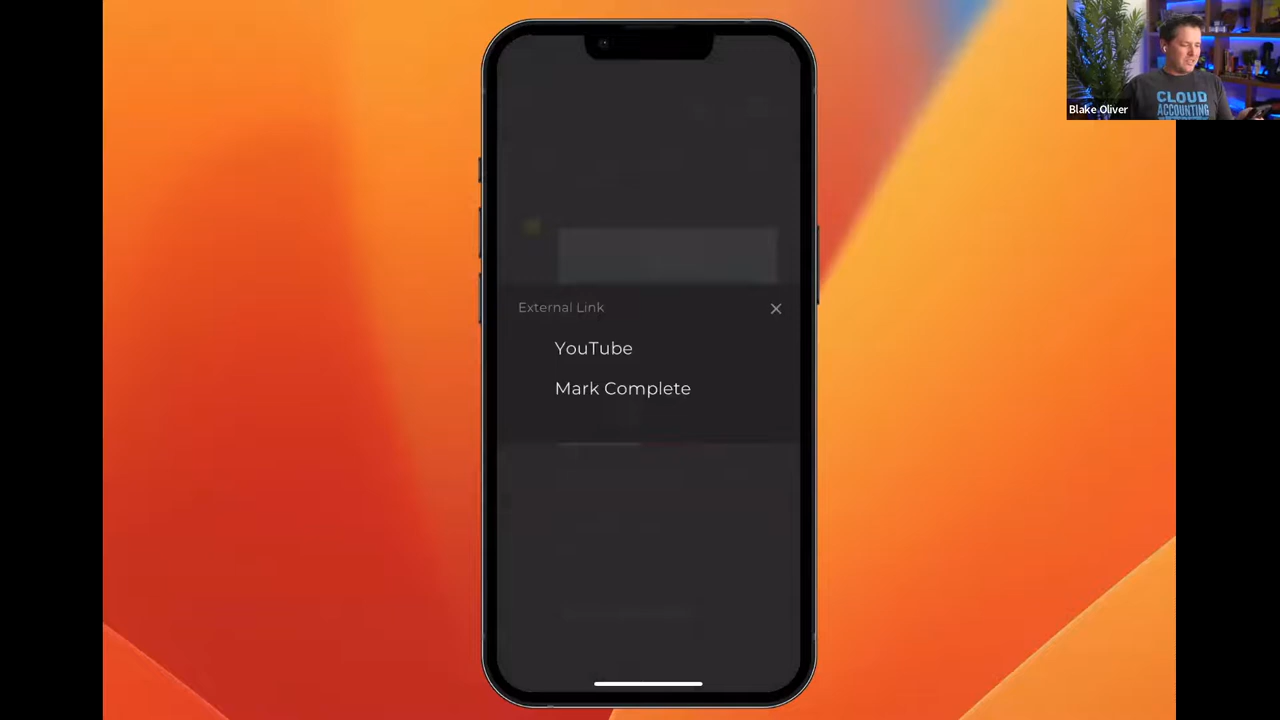 Blake Oliver
CLOUD
ACCOUNTING
External Link
YouTube
Mark Complete